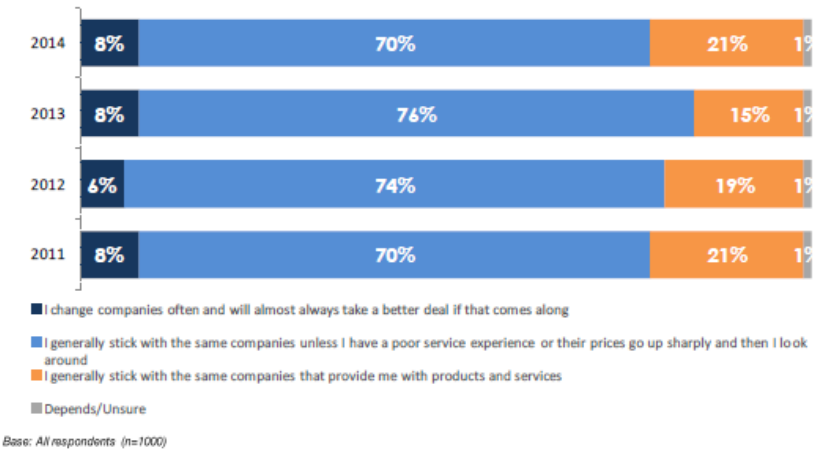 2014 8% 70% 21% 1%
2013 8% 76% 15% 1%
2012 6% 74% 19% 1%
2011 8% 70% 21% 1%
I change companies often and will almost always take a better deal if that comes along
I generally stick with the same companies unless I have a poor service experience or their prices go up sharply and then I look
around
I generally stick with the same companies that provide me with products and services
Depends/Unsure
Base: All respondents (n=1000)